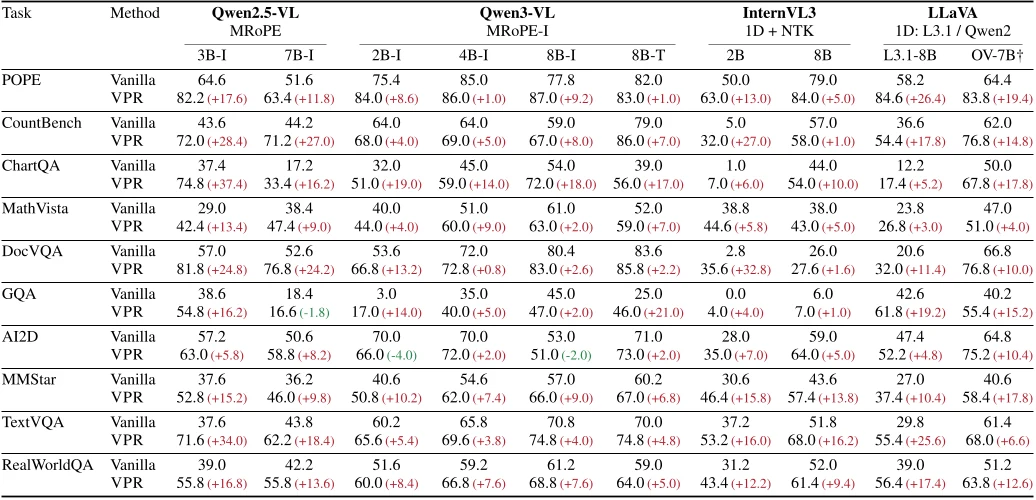 Task Method Qwen2.5-VL Qwen3-VL InternVL3 LLaVA
MRoPE MRoPE-I 1D + NTK 1D: L3.1 / Qwen2
3B-I 7B-I 2B-I 4B-I 8B-I 8B-T 2B 8B L3.1-8B OV-7B†
POPE Vanilla 64.6 51.6 75.4 85.0 77.8 82.0 50.0 79.0 58.2 64.4
VPR 82.2 (+17.6) 63.4 (+11.8) 84.0 (+8.6) 86.0 (+1.0) 87.0 (+9.2) 83.0 (+1.0) 63.0 (+13.0) 84.0 (+5.0) 84.6 (+26.4) 83.8 (+19.4)
CountBench Vanilla 43.6 44.2 64.0 64.0 59.0 79.0 5.0 57.0 36.6 62.0
VPR 72.0 (+28.4) 71.2 (+27.0) 68.0 (+4.0) 69.0 (+5.0) 67.0 (+8.0) 86.0 (+7.0) 32.0 (+27.0) 58.0 (+1.0) 54.4 (+17.8) 76.8 (+14.8)
ChartQA Vanilla 37.4 17.2 32.0 45.0 54.0 39.0 1.0 44.0 12.2 50.0
VPR 74.8 (+37.4) 33.4 (+16.2) 51.0 (+19.0) 59.0 (+14.0) 72.0 (+18.0) 56.0 (+17.0) 7.0 (+6.0) 54.0 (+10.0) 17.4 (+5.2) 67.8 (+17.8)
MathVista Vanilla 29.0 38.4 40.0 51.0 61.0 52.0 38.8 38.0 23.8 47.0
VPR 42.4 (+13.4) 47.4 (+9.0) 44.0 (+4.0) 60.0 (+9.0) 63.0 (+2.0) 59.0 (+7.0) 44.6 (+5.8) 43.0 (+5.0) 26.8 (+3.0) 51.0 (+4.0)
DocVQA Vanilla 57.0 52.6 53.6 72.0 80.4 83.6 2.8 26.0 20.6 66.8
VPR 81.8 (+24.8) 76.8 (+24.2) 66.8 (+13.2) 72.8 (+0.8) 83.0 (+2.6) 85.8 (+2.2) 35.6 (+32.8) 27.6 (+1.6) 32.0 (+11.4) 76.8 (+10.0)
GQA Vanilla 38.6 18.4 3.0 35.0 45.0 25.0 0.0 6.0 42.6 40.2
VPR 54.8 (+16.2) 16.6 (-1.8) 17.0 (+14.0) 40.0 (+5.0) 47.0 (+2.0) 46.0 (+21.0) 4.0 (+4.0) 7.0 (+1.0) 61.8 (+19.2) 55.4 (+15.2)
AI2D Vanilla 57.2 50.6 70.0 70.0 53.0 71.0 28.0 59.0 47.4 64.8
VPR 63.0 (+5.8) 58.8 (+8.2) 66.0 (-4.0) 72.0 (+2.0) 51.0 (-2.0) 73.0 (+2.0) 35.0 (+7.0) 64.0 (+5.0) 52.2 (+4.8) 75.2 (+10.4)
MMStar Vanilla 37.6 36.2 40.6 54.6 57.0 60.2 30.6 43.6 27.0 40.6
VPR 52.8 (+15.2) 46.0 (+9.8) 50.8 (+10.2) 62.0 (+7.4) 66.0 (+9.0) 67.0 (+6.8) 46.4 (+15.8) 57.4 (+13.8) 37.4 (+10.4) 58.4 (+17.8)
TextVQA Vanilla 37.6 43.8 60.2 65.8 70.8 70.0 37.2 51.8 29.8 61.4
VPR 71.6 (+34.0) 62.2 (+18.4) 65.6 (+5.4) 69.6 (+3.8) 74.8 (+4.0) 74.8 (+4.8) 53.2 (+16.0) 68.0 (+16.2) 55.4 (+25.6) 68.0 (+6.6)
RealWorldQA Vanilla 39.0 42.2 51.6 59.2 61.2 59.0 31.2 52.0 39.0 51.2
VPR 55.8 (+16.8) 55.8 (+13.6) 60.0 (+8.4) 66.8 (+7.6) 68.8 (+7.6) 64.0 (+5.0) 43.4 (+12.2) 61.4 (+9.4) 56.4 (+17.4) 63.8 (+12.6)